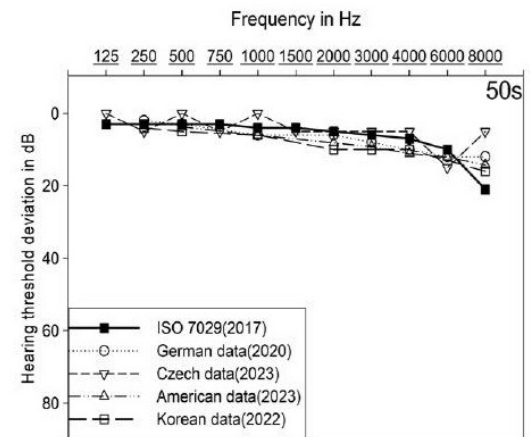 Frequency in Hz
125 250 500 750 1000 1500 2000 3000 4000 6000 8000
50s
Hearing threshold deviation in dB
0
20
40
60
80
ISO 7029(2017)
German data(2020)
Czech data(2023)
American data(2023)
Korean data(2022)